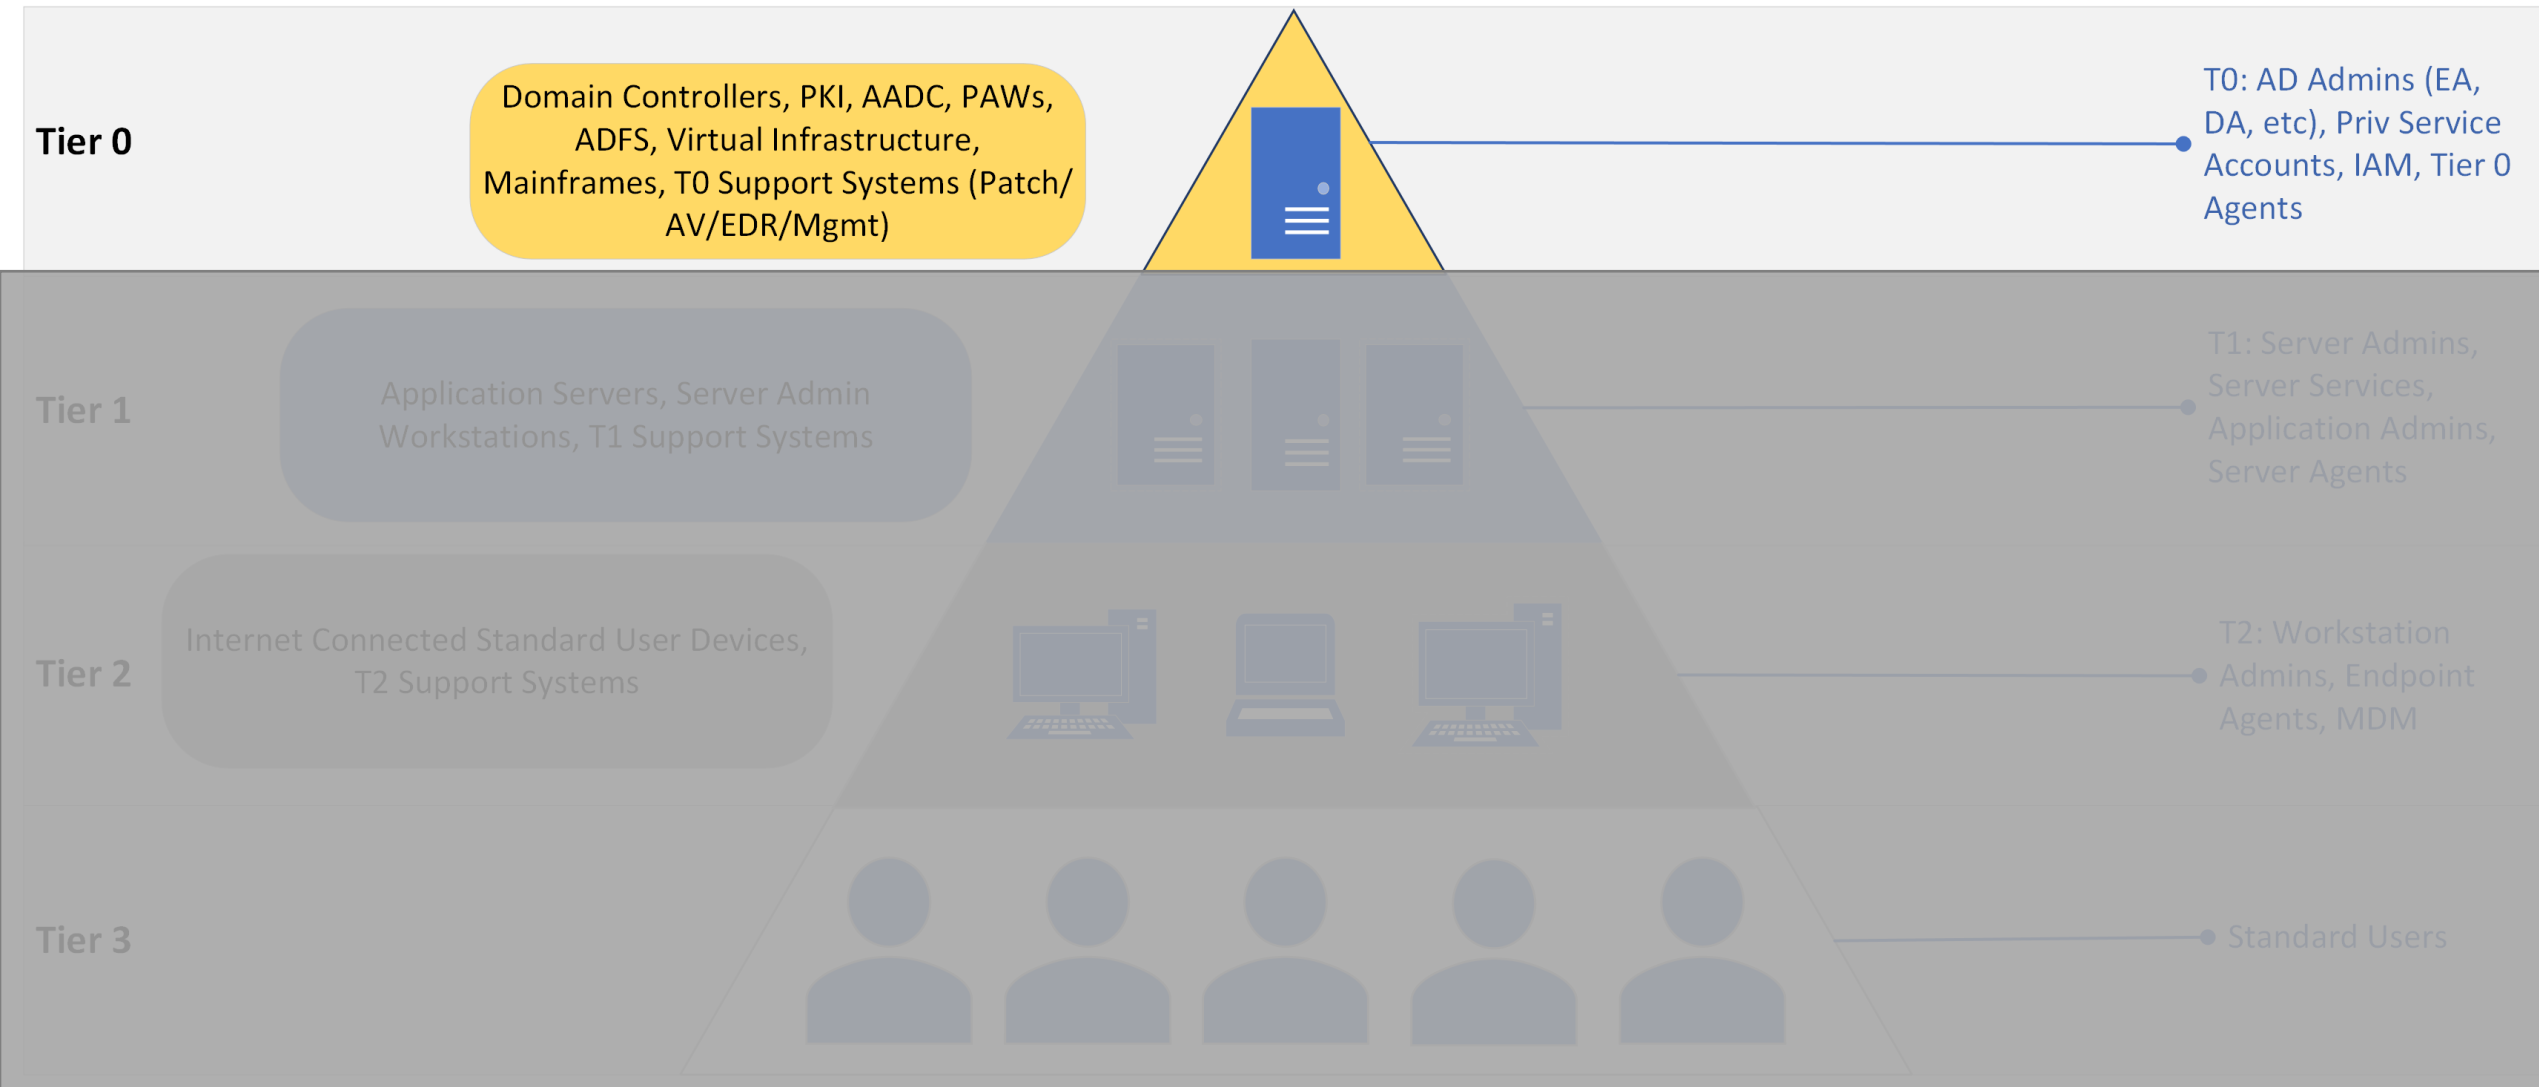 Tier 0
Domain Controllers, PKI, AADC, PAWs,
ADFS, Virtual Infrastructure,
Mainframes, T0 Support Systems (Patch/
AV/EDR/Mgmt)
T0: AD Admins (EA,
DA, etc), Priv Service
Accounts, IAM, Tier 0
Agents
Tier 1
Application Servers, Server Admin
Workstations, T1 Support Systems
T1: Server Admins,
Server Services,
Application Admins,
Server Agents
Tier 2
Internet Connected Standard User Devices,
T2 Support Systems
T2: Workstation
Admins, Endpoint
Agents, MDM
Tier 3
Standard Users